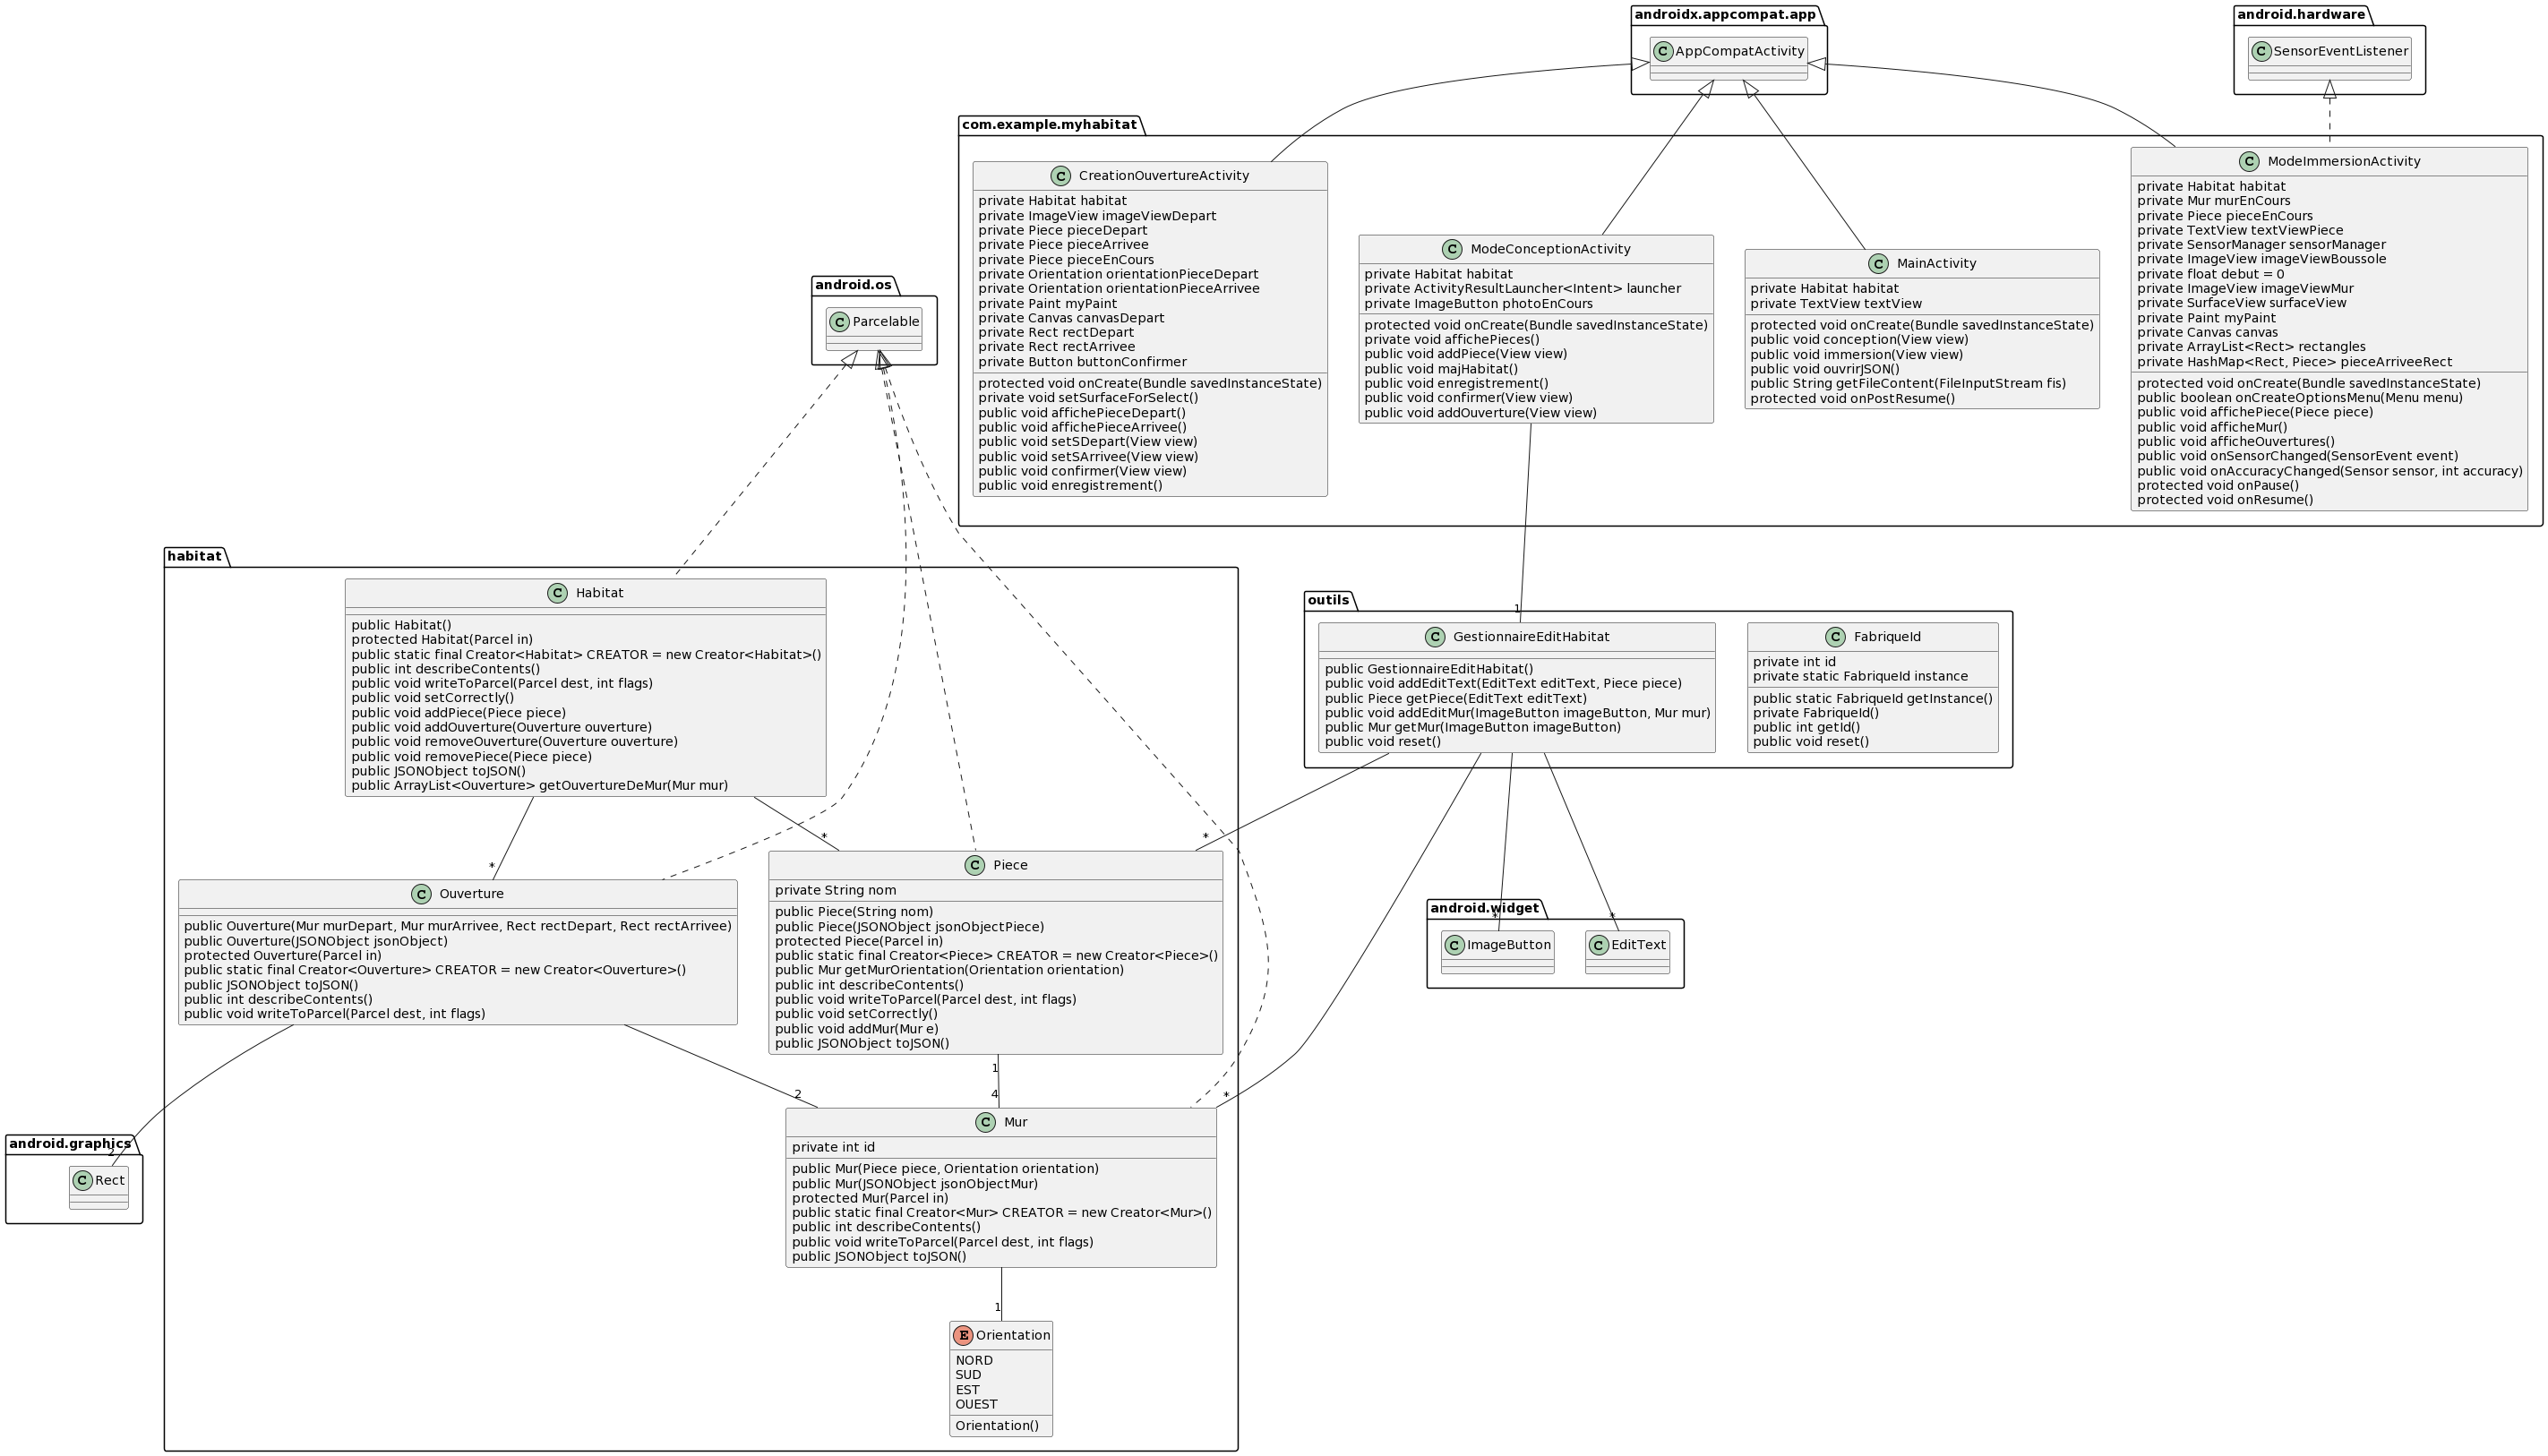 androidx.appcompat.app
C AppCompatActivity
android.hardware
C SensorEventListener
com.example.myhabitat
C CreationOuvertureActivity
private Habitat habitat
private ImageView imageViewDepart
private Piece pieceDepart
private Piece pieceArrivee
private Piece pieceEnCours
private Orientation orientationPieceDepart
private Orientation orientationPieceArrivee
private Paint myPaint
private Canvas canvasDepart
private Rect rectDepart
private Rect rectArrivee
private Button buttonConfirmer
protected void onCreate(Bundle savedInstanceState)
private void setSurfaceForSelect()
public void affichePieceDepart()
public void affichePieceArrivee()
public void setSDepart(View view)
public void setSArrivee(View view)
public void confirmer(View view)
public void enregistrement()
C ModeConceptionActivity
private Habitat habitat
private ActivityResultLauncher<Intent> launcher
private ImageButton photoEnCours
protected void onCreate(Bundle savedInstanceState)
private void affichePieces()
public void addPiece(View view)
public void majHabitat()
public void enregistrement()
public void confirmer(View view)
public void addOuverture(View view)
C MainActivity
private Habitat habitat
private TextView textView
protected void onCreate(Bundle savedInstanceState)
public void conception(View view)
public void immersion(View view)
public void ouvrirJSON()
public String getFileContent(FileInputStream fis)
protected void onPostResume()
C ModeImmersionActivity
private Habitat habitat
private Mur murEnCours
private Piece pieceEnCours
private TextView textViewPiece
private SensorManager sensorManager
private ImageView imageViewBoussole
private float debut = 0
private ImageView imageViewMur
private SurfaceView surfaceView
private Paint myPaint
private Canvas canvas
private ArrayList<Rect> rectangles
private HashMap<Rect, Piece> pieceArriveeRect
protected void onCreate(Bundle savedInstanceState)
public boolean onCreateOptionsMenu(Menu menu)
public void affichePiece(Piece piece)
public void afficheMur()
public void afficheOuvertures()
public void onSensorChanged(SensorEvent event)
public void onAccuracyChanged(Sensor sensor, int accuracy)
protected void onPause()
protected void onResume()
android.os
C Parcelable
habitat
C Habitat
public Habitat()
protected Habitat(Parcel in)
public static final Creator<Habitat> CREATOR = new Creator<Habitat>()
public int describeContents()
public void writeToParcel(Parcel dest, int flags)
public void setCorrectly()
public void addPiece(Piece piece)
public void addOuverture(Ouverture ouverture)
public void removeOuverture(Ouverture ouverture)
public void removePiece(Piece piece)
public JSONObject toJSON()
public ArrayList<Ouverture> getOuvertureDeMur(Mur mur)
outils
1
C GestionnaireEditHabitat
public GestionnaireEditHabitat()
public void addEditText(EditText editText, Piece piece)
public Piece getPiece(EditText editText)
public void addEditMur(ImageButton imageButton, Mur mur)
public Mur getMur(ImageButton imageButton)
public void reset()
C FabriqueId
private int id
private static FabriqueId instance
public static FabriqueId getInstance()
private FabriqueId()
public int getId()
public void reset()
*
*
*
C Ouverture
public Ouverture(Mur murDepart, Mur murArrivee, Rect rectDepart, Rect rectArrivee)
public Ouverture(JSONObject jsonObject)
protected Ouverture(Parcel in)
public static final Creator<Ouverture> CREATOR = new Creator<Ouverture>()
public JSONObject toJSON()
public int describeContents()
public void writeToParcel(Parcel dest, int flags)
C Piece
private String nom
public Piece(String nom)
public Piece(JSONObject jsonObjectPiece)
protected Piece(Parcel in)
public static final Creator<Piece> CREATOR = new Creator<Piece>()
public Mur getMurOrientation(Orientation orientation)
public int describeContents()
public void writeToParcel(Parcel dest, int flags)
public void setCorrectly()
public void addMur(Mur e)
public JSONObject toJSON()
android.widget
*
*
C ImageButton
C EditText
1
2
4
*
android.graphics
2
C Rect
C Mur
private int id
public Mur(Piece piece, Orientation orientation)
public Mur(JSONObject jsonObjectMur)
protected Mur(Parcel in)
public static final Creator<Mur> CREATOR = new Creator<Mur>()
public int describeContents()
public void writeToParcel(Parcel dest, int flags)
public JSONObject toJSON()
1
E Orientation
NORD
SUD
EST
OUEST
Orientation()